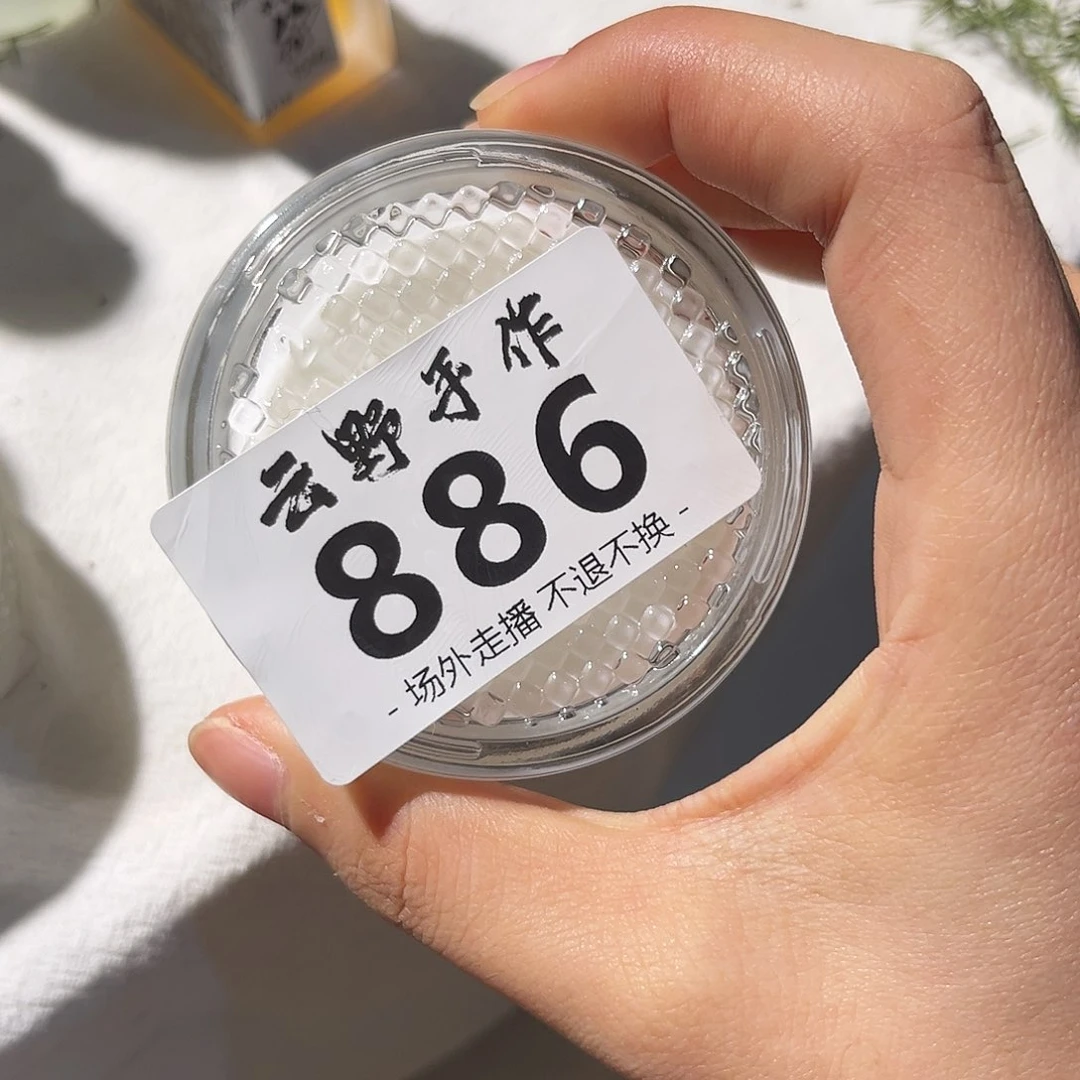 云野手作
886
- 场外走播 不退不换 -